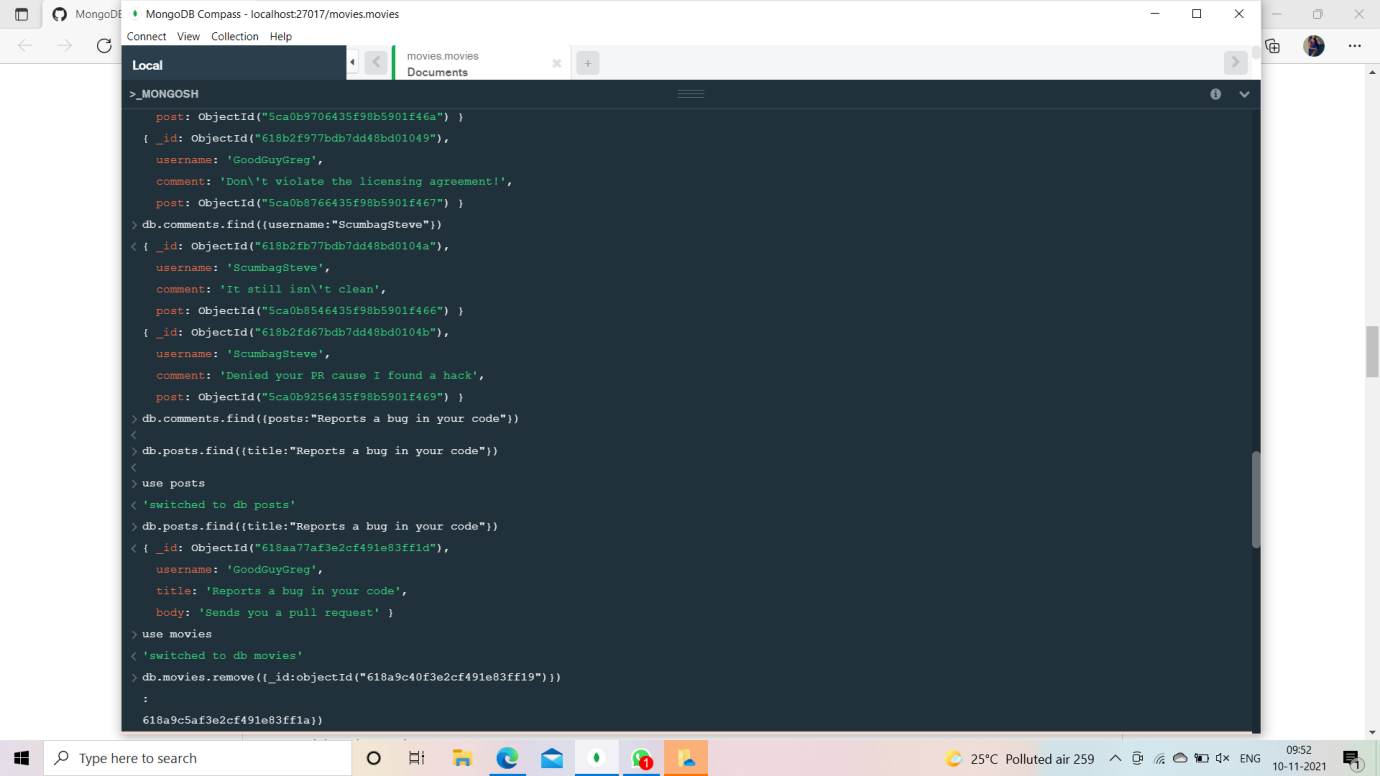 MongoDB
MongoDB Compass - localhost:27017/movies.movies
Connect View Collection Help
Local
movies.movies
Documents
>_MONGOSH
post: ObjectId("5ca0b9706435f98b5901f46a") }
{ _id: ObjectId("618b2f977bdb7dd48bd01049"),
username: 'GoodGuyGreg',
comment: 'Don\'t violate the licensing agreement!',
post: ObjectId("5ca0b8766435f98b5901f467") }
> db.comments.find({username:"ScumbagSteve"})
< { _id: ObjectId("618b2fb77bdb7dd48bd0104a"),
username: 'ScumbagSteve',
comment: 'It still isn\'t clean',
post: ObjectId("5ca0b8546435f98b5901f466") }
{ _id: ObjectId("618b2fd67bdb7dd48bd0104b"),
username: 'ScumbagSteve',
comment: 'Denied your PR cause I found a hack',
post: ObjectId("5ca0b9256435f98b5901f469") }
> db.comments.find({posts:"Reports a bug in your code"})
<
> db.posts.find({title:"Reports a bug in your code"})
<
> use posts
< 'switched to db posts'
> db.posts.find({title:"Reports a bug in your code"})
< { _id: ObjectId("618aa77af3e2cf491e83ff1d"),
username: 'GoodGuyGreg',
title: 'Reports a bug in your code',
body: 'Sends you a pull request' }
> use movies
< 'switched to db movies'
> db.movies.remove({_id:objectId("618a9c40f3e2cf491e83ff19")})
:
618a9c5af3e2cf491e83ff1a})
Type here to search
1
25°C Polluted air 259
ENG
09:52
10-11-2021
1